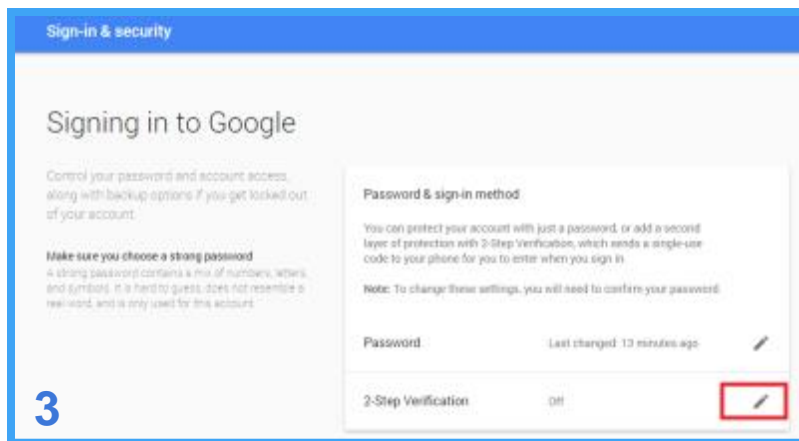 Sign-in & security
Signing in to Google
Control your password and account access,
along with backup options if you get locked out
of your account.
Make sure you choose a strong password
A strong password contains a mix of numbers, letters,
and symbols. It is hard to guess, does not resemble a
real word, and is only used for this account.
Password & sign-in method
You can protect your account with just a password, or add a second
layer of protection with 2-Step Verification, which sends a single-use
code to your phone for you to enter when you sign in.
Note: To change these settings, you will need to confirm your password.
Password Last changed: 13 minutes ago
2-Step Verification Off
3